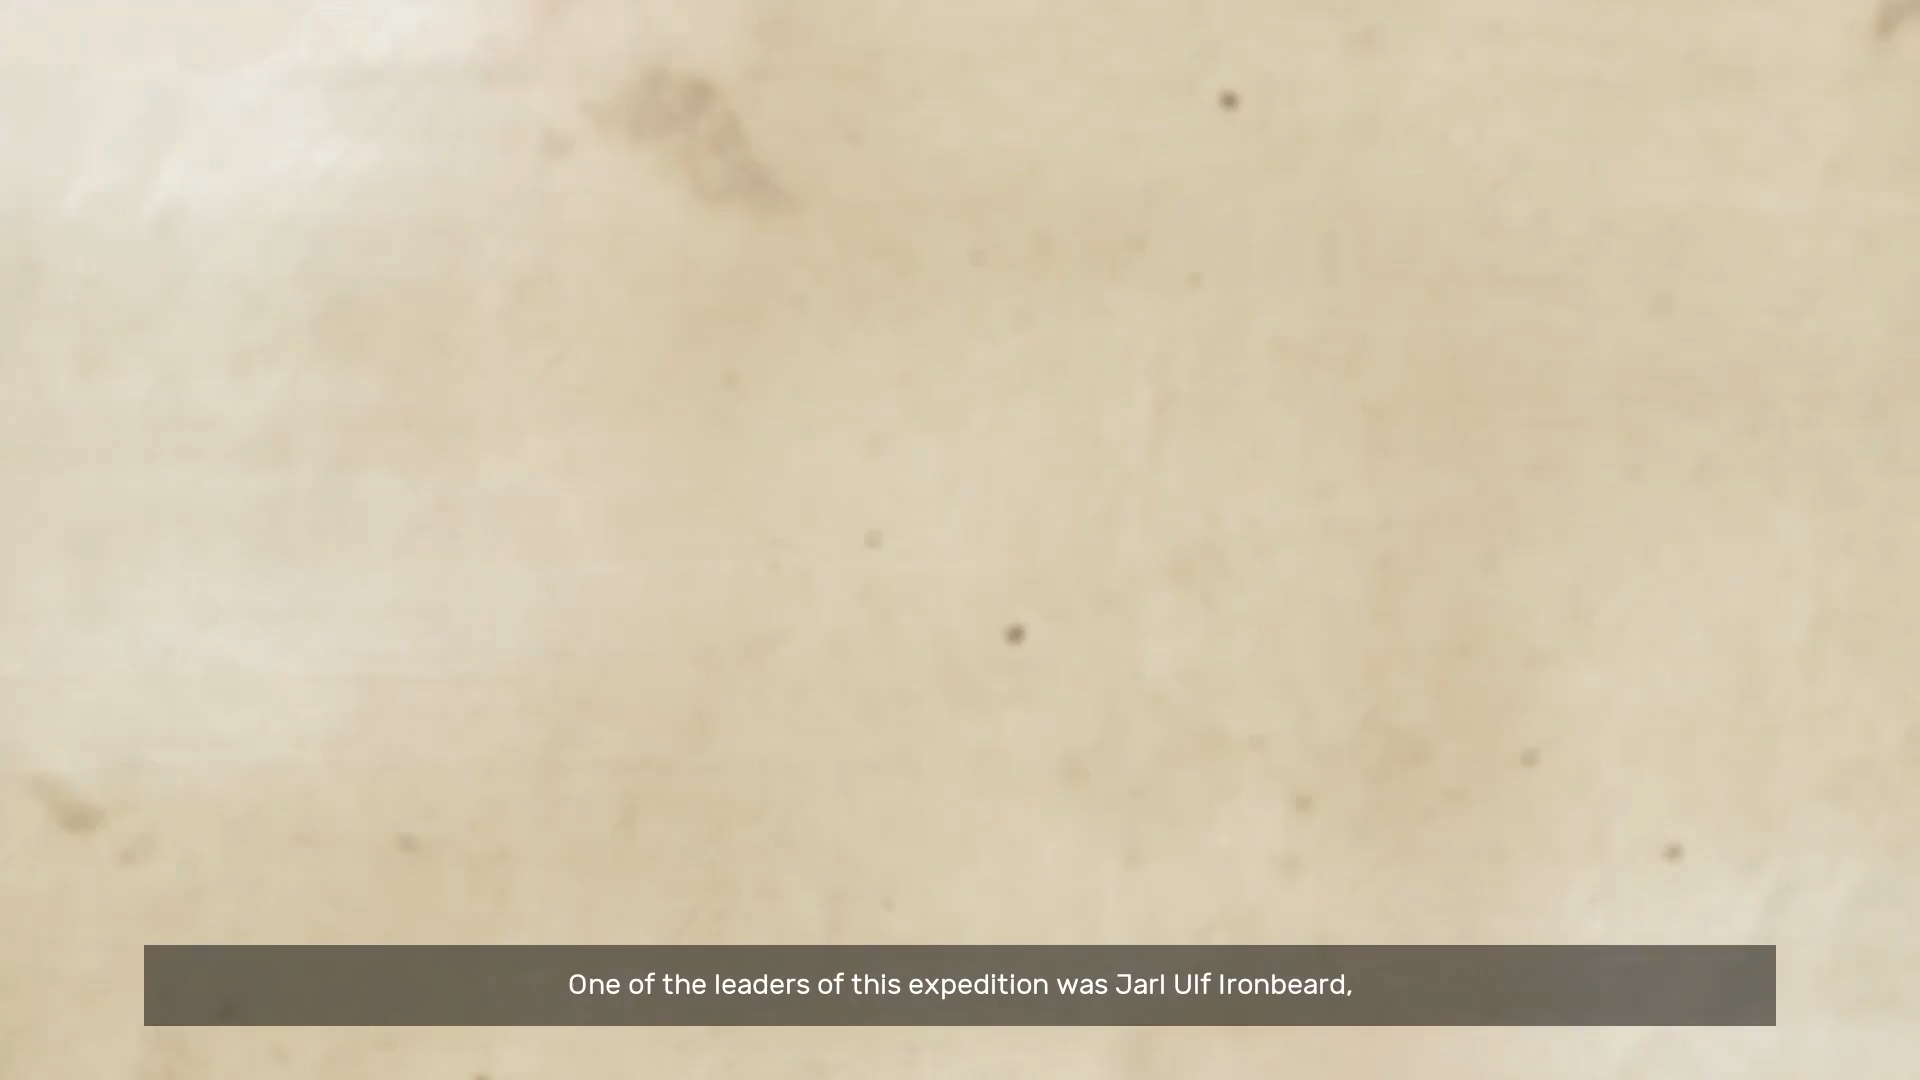 One of the leaders of this expedition was Jarl Ulf Ironbeard,